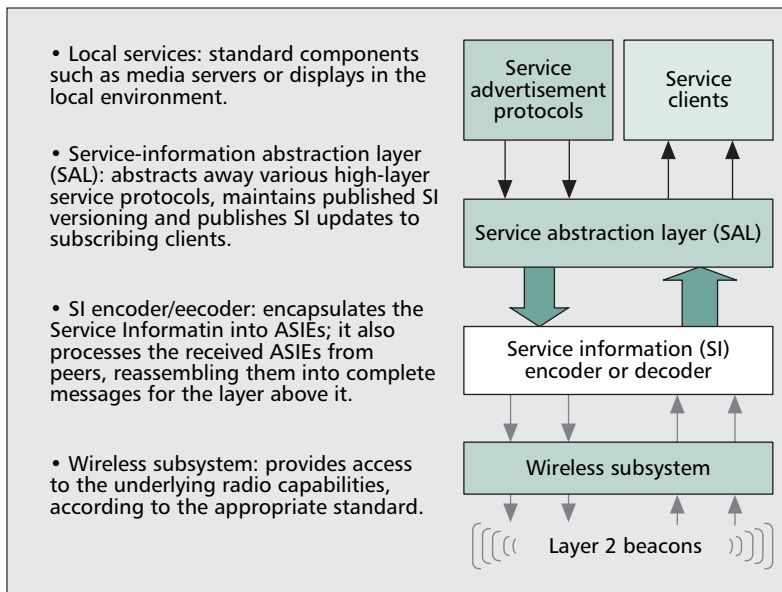 • Local services: standard components
such as media servers or displays in the
local environment.
• Service-information abstraction layer
(SAL): abstracts away various high-layer
service protocols, maintains published SI
versioning and publishes SI updates to
subscribing clients.
• SI encoder/eecoder: encapsulates the
Service Informatin into ASIEs; it also
processes the received ASIEs from
peers, reassembling them into complete
messages for the layer above it.
• Wireless subsystem: provides access
to the underlying radio capabilities,
according to the appropriate standard.
Service
advertisement
protocols
Service
clients
Service abstraction layer (SAL)
Service information (SI)
encoder or decoder
Wireless subsystem
Layer 2 beacons